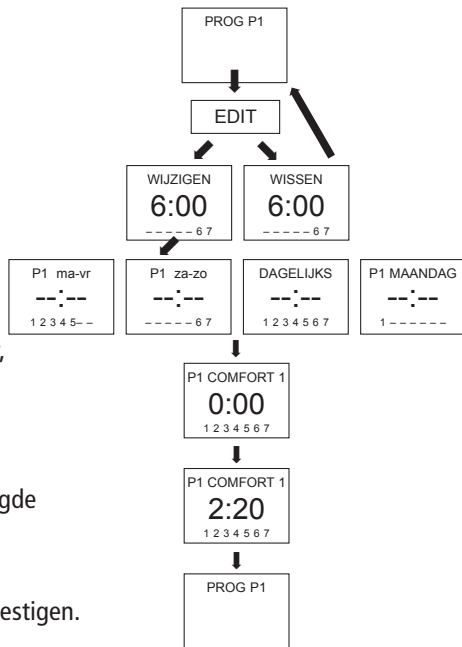 PROG P1
EDIT
WIJZIGEN
6:00
– – – – – 6 7
WISSEN
6:00
– – – – – 6 7
P1 ma-vr
--:--
1 2 3 4 5 – –
P1 za-zo
--:--
– – – – – 6 7
DAGELIJKS
--:--
1 2 3 4 5 6 7
P1 MAANDAG
--:--
1 – – – – – –
,
P1 COMFORT 1
0:00
1 2 3 4 5 6 7
gde
P1 COMFORT 1
2:20
1 2 3 4 5 6 7
PROG P1
estigen.